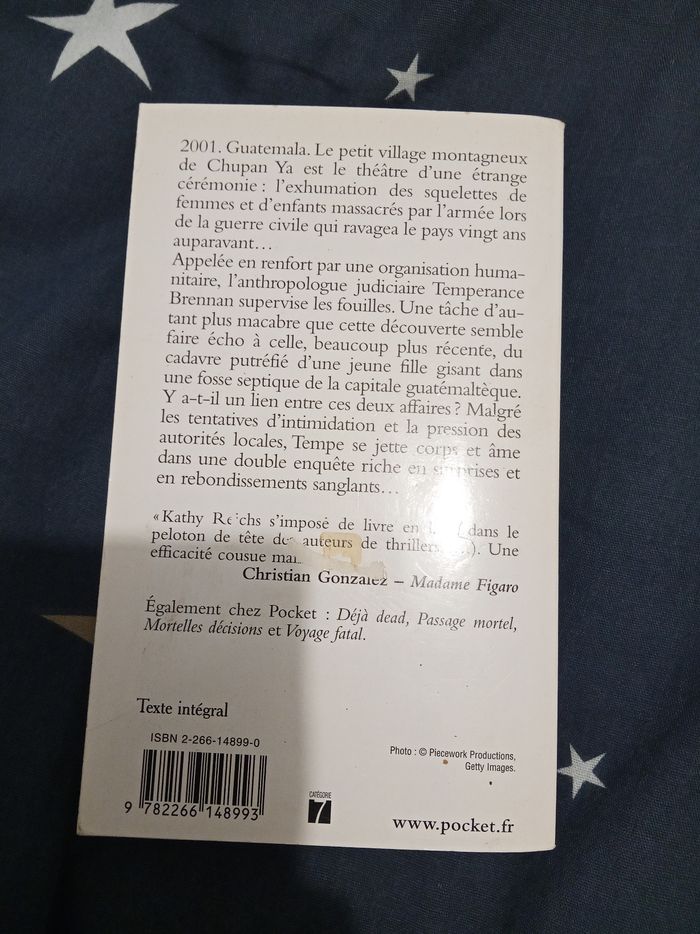 2001. Guatemala. Le petit village montagneux
de Chupan Ya est le théâtre d'une étrange
cérémonie : l'exhumation des squelettes de
femmes et d'enfants massacrés par l'armée lors
de la guerre civile qui ravagea le pays vingt ans
auparavant…
Appelée en renfort par une organisation huma-
nitaire, l'anthropologue judiciaire Temperance
Brennan supervise les fouilles. Une tâche d'au-
tant plus macabre que cette découverte semble
faire écho à celle, beaucoup plus récente, du
cadavre putréfié d'une jeune fille gisant dans
une fosse septique de la capitale guatémaltèque.
Y a-t-il un lien entre ces deux affaires ? Malgré
les tentatives d'intimidation et la pression des
autorités locales, Tempe se jette corps et âme
dans une double enquête riche en surprises et
en rebondissements sanglants…
« Kathy Reichs s'impose de livre en dans le
peloton de tête des auteurs de thrillers Une
efficacité cousue
Christian Gonzalez – Madame Figaro
Également chez Pocket : Déjà dead, Passage mortel,
Mortelles décisions et Voyage fatal.
Texte intégral
ISBN 2-266-14899-0
9 782266 148993
CATÉGORIE
7
Photo : © Piecework Productions,
Getty Images.
www.pocket.fr